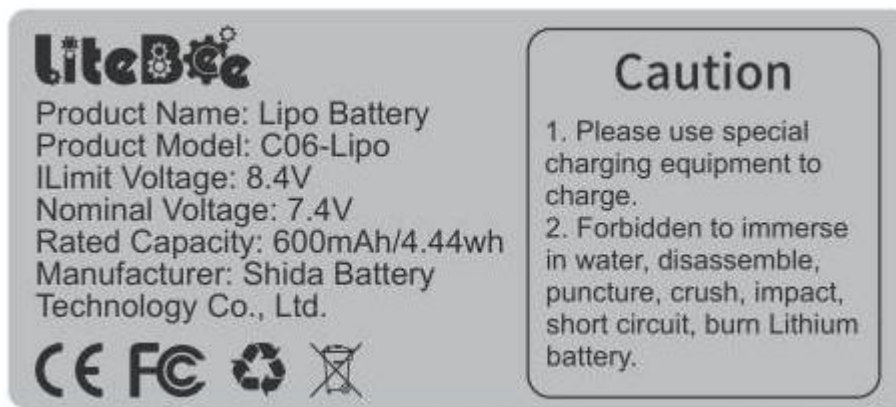 LiteBee
Product Name: Lipo Battery
Product Model: C06-Lipo
ILimit Voltage: 8.4V
Nominal Voltage: 7.4V
Rated Capacity: 600mAh/4.44wh
Manufacturer: Shida Battery
Technology Co., Ltd.
CE FC
Caution
1. Please use special
charging equipment to
charge.
2. Forbidden to immerse
in water, disassemble,
puncture, crush, impact,
short circuit, burn Lithium
battery.